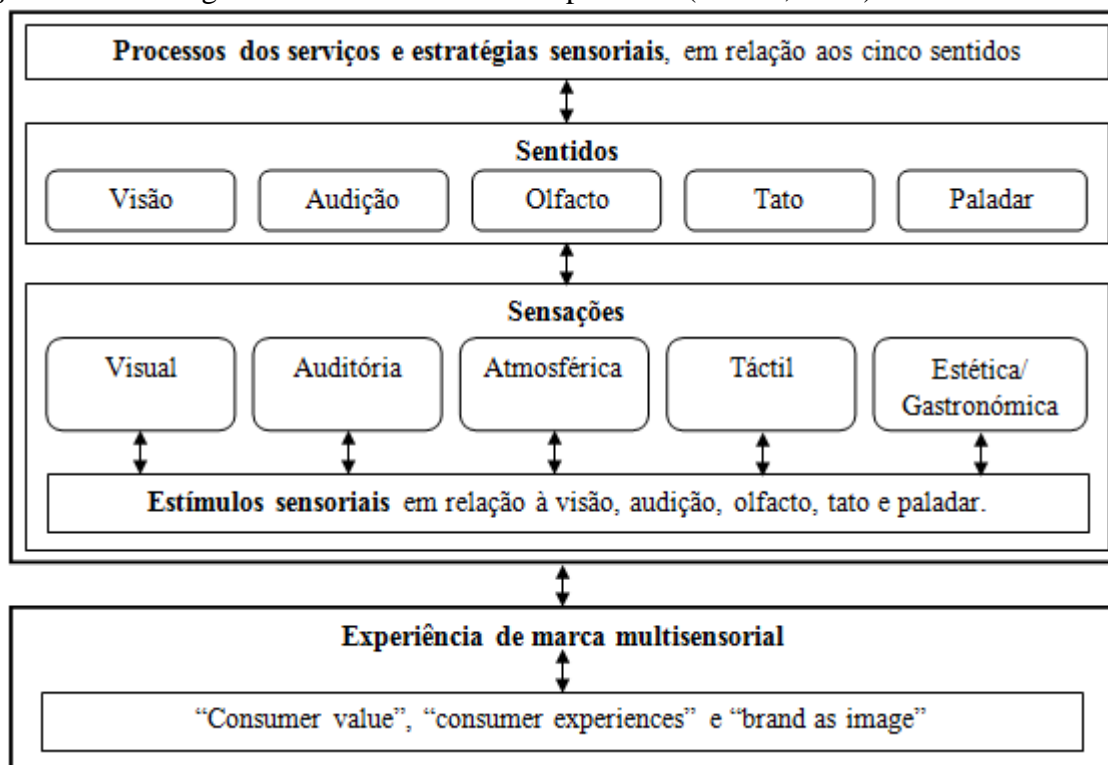 Processos dos serviços e estratégias sensoriais, em relação aos cinco sentidos
Sentidos
Visão
Audição
Olfacto
Tato
Paladar
Sensações
Visual
Auditória
Atmosférica
Táctil
Estética/
Gastronómica
Estímulos sensoriais em relação à visão, audição, olfacto, tato e paladar.
Experiência de marca multisensorial
“Consumer value”, “consumer experiences” e “brand as image”